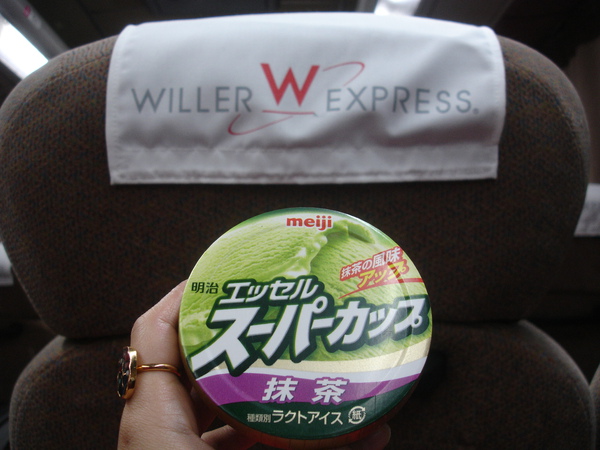 WILLER W EXPRESS®
meiji
抹茶の風味
アップ
明治 エッセル
スーパーカップ
抹茶
種類別 ラクトアイス 紙